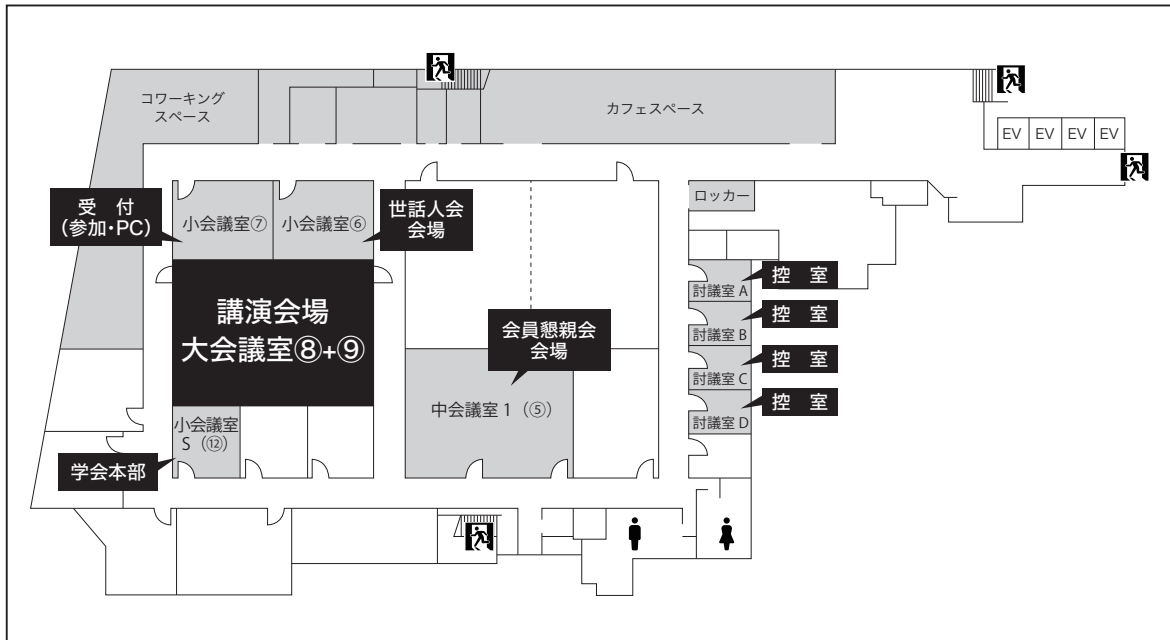 コワーキング
スペース
カフェスペース
EV
EV
EV
EV
受　付
（参加・PC）
小会議室⑦
小会議室⑥
世話人会
会場
ロッカー
講演会場
大会議室⑧+⑨
討議室 A
控　室
討議室 B
控　室
討議室 C
控　室
討議室 D
控　室
会員懇親会
会場
中会議室 1（⑤）
小会議室
S（⑫）
学会本部